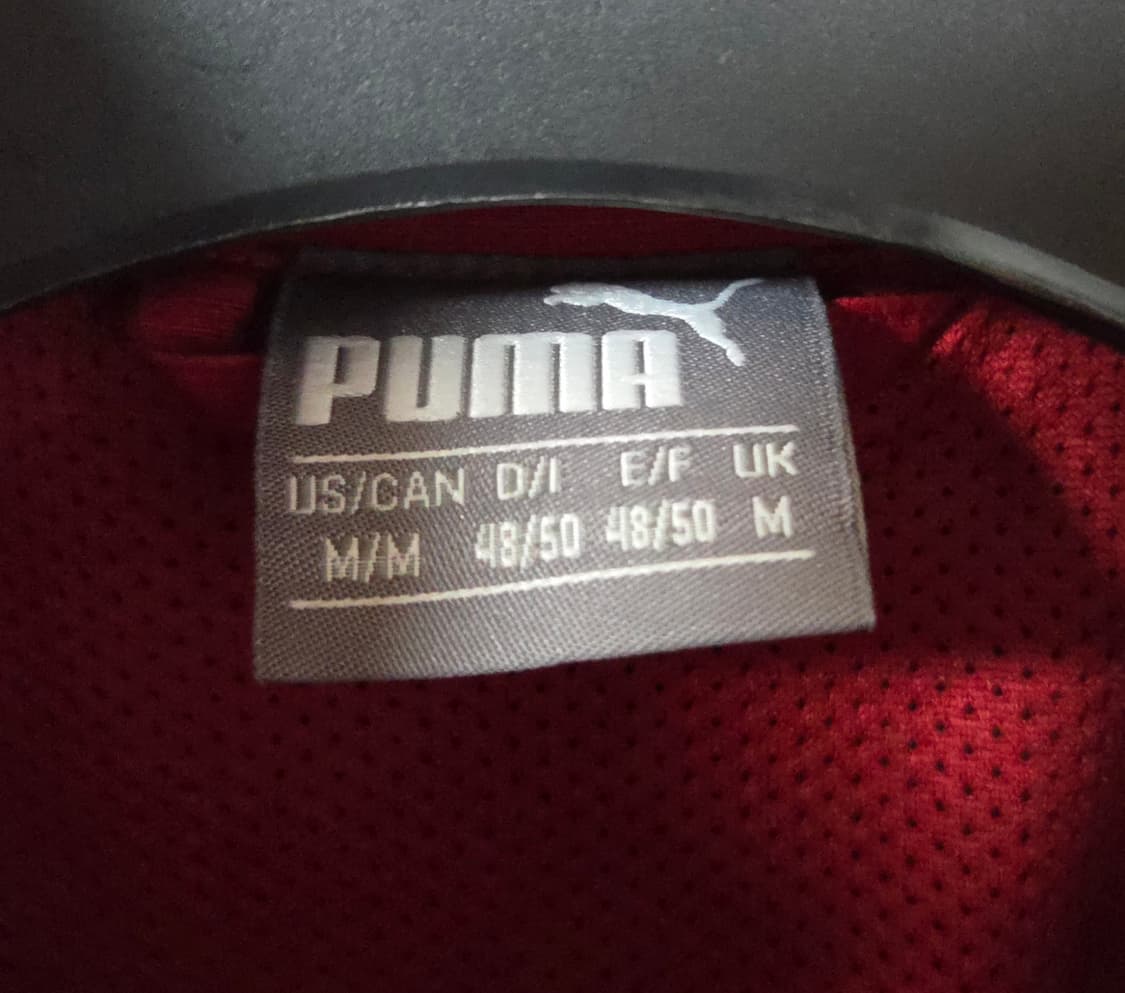 PUMA
US/CAN D/I E/F UK
M/M 48/50 48/50 M